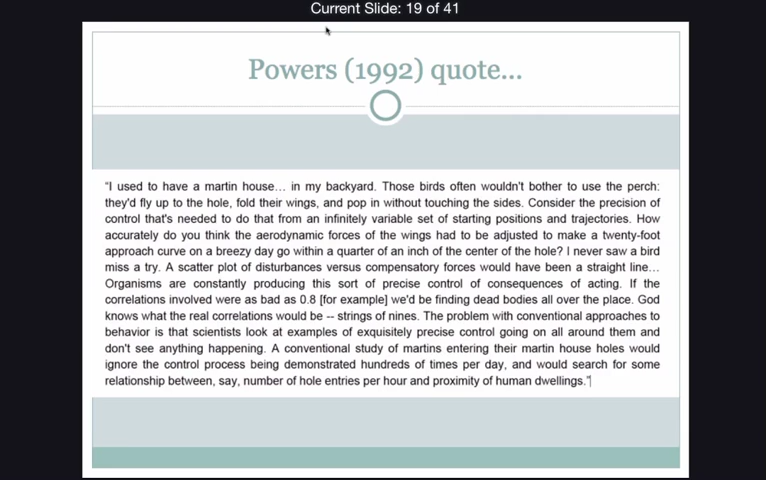 Current Slide: 19 of 41
Powers (1992) quote...
"I used to have a martin house... in my backyard. Those birds often wouldn't bother to use the perch:
they'd fly up to the hole, fold their wings, and pop in without touching the sides. Consider the precision of
control that's needed to do that from an infinitely variable set of starting positions and trajectories. How
accurately do you think the aerodynamic forces of the wings had to be adjusted to make a twenty-foot
approach curve on a breezy day go within a quarter of an inch of the center of the hole? I never saw a bird
miss a try. A scatter plot of disturbances versus compensatory forces would have been a straight line...
Organisms are constantly producing this sort of precise control of consequences of acting. If the
correlations involved were as bad as 0.8 [for example] we'd be finding dead bodies all over the place. God
knows what the real correlations would be -- strings of nines. The problem with conventional approaches to
behavior is that scientists look at examples of exquisitely precise control going on all around them and
don't see anything happening. A conventional study of martins entering their martin house holes would
ignore the control process being demonstrated hundreds of times per day, and would search for some
relationship between, say, number of hole entries per hour and proximity of human dwellings."